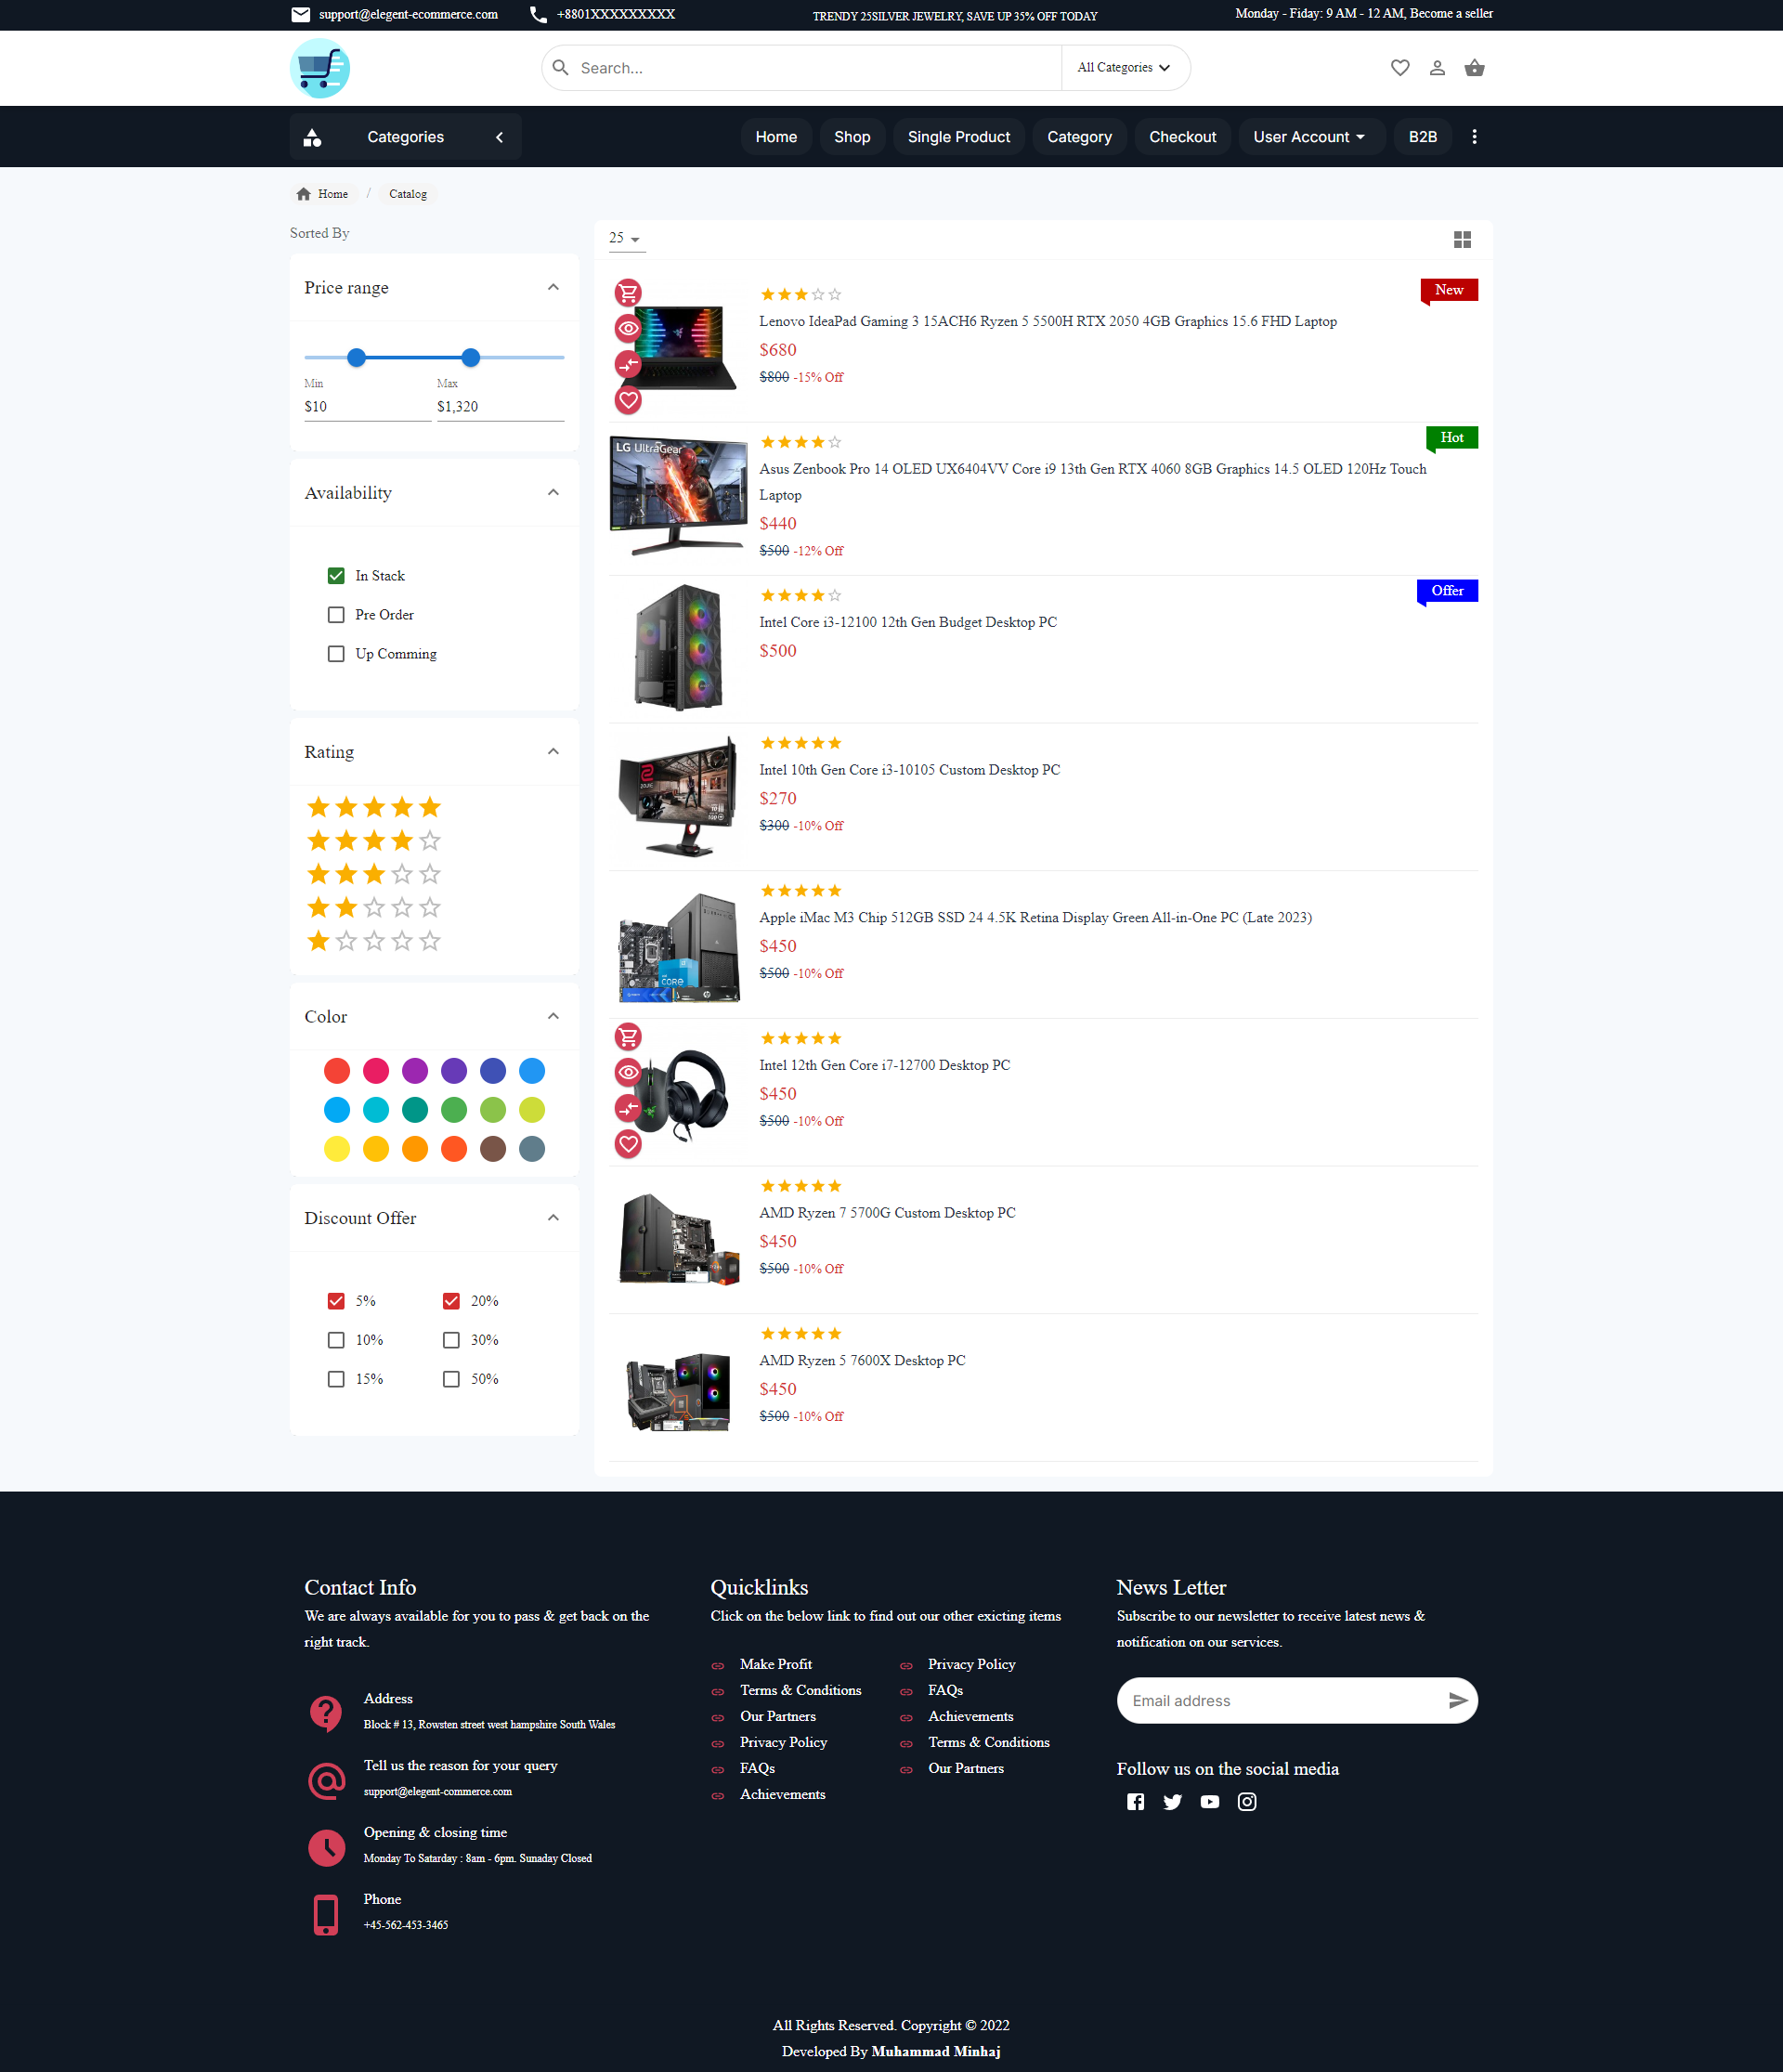 support@elegent-ecommerce.com
+8801XXXXXXXXX
TRENDY 25SILVER JEWELRY, SAVE UP 35% OFF TODAY
Monday - Fiday: 9 AM - 12 AM, Become a seller
Search...
All Categories
Categories
Home
Shop
Single Product
Category
Checkout
User Account
B2B
Home / Catalog
Sorted By
Price range
Min
Max
$10
$1,320
Availability
In Stack
Pre Order
Up Comming
Rating
Color
Discount Offer
5%
20%
10%
30%
15%
50%
25
New
Lenovo IdeaPad Gaming 3 15ACH6 Ryzen 5 5500H RTX 2050 4GB Graphics 15.6 FHD Laptop
$680
$800 -15% Off
LG UltraGear
Hot
Asus Zenbook Pro 14 OLED UX6404VV Core i9 13th Gen RTX 4060 8GB Graphics 14.5 OLED 120Hz Touch
Laptop
$440
$500 -12% Off
Offer
Intel Core i3-12100 12th Gen Budget Desktop PC
$500
Intel 10th Gen Core i3-10105 Custom Desktop PC
$270
$300 -10% Off
Apple iMac M3 Chip 512GB SSD 24 4.5K Retina Display Green All-in-One PC (Late 2023)
$450
$500 -10% Off
CORE
Intel 12th Gen Core i7-12700 Desktop PC
$450
$500 -10% Off
AMD Ryzen 7 5700G Custom Desktop PC
$450
$500 -10% Off
AMD Ryzen 5 7600X Desktop PC
$450
$500 -10% Off
Contact Info
We are always available for you to pass & get back on the
right track.
Address
Block # 13, Rowsten street west hampshire South Wales
Tell us the reason for your query
support@elegent-commerce.com
Opening & closing time
Monday To Satarday : 8am - 6pm. Sunaday Closed
Phone
+45-562-453-3465
Quicklinks
Click on the below link to find out our other exicting items
Make Profit
Terms & Conditions
Our Partners
Privacy Policy
FAQs
Achievements
Privacy Policy
FAQs
Achievements
Terms & Conditions
Our Partners
News Letter
Subscribe to our newsletter to receive latest news &
notification on our services.
Email address
Follow us on the social media
All Rights Reserved. Copyright © 2022
Developed By Muhammad Minhaj